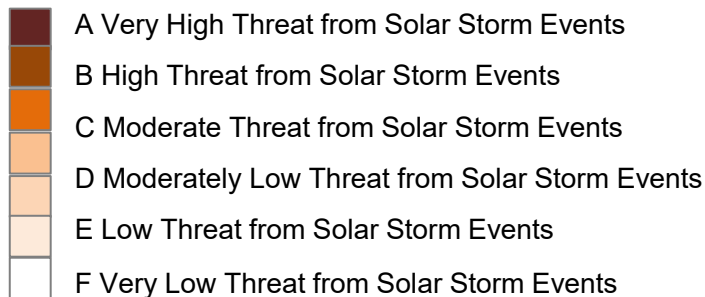 A Very High Threat from Solar Storm Events
B High Threat from Solar Storm Events
C Moderate Threat from Solar Storm Events
D Moderately Low Threat from Solar Storm Events
E Low Threat from Solar Storm Events
F Very Low Threat from Solar Storm Events